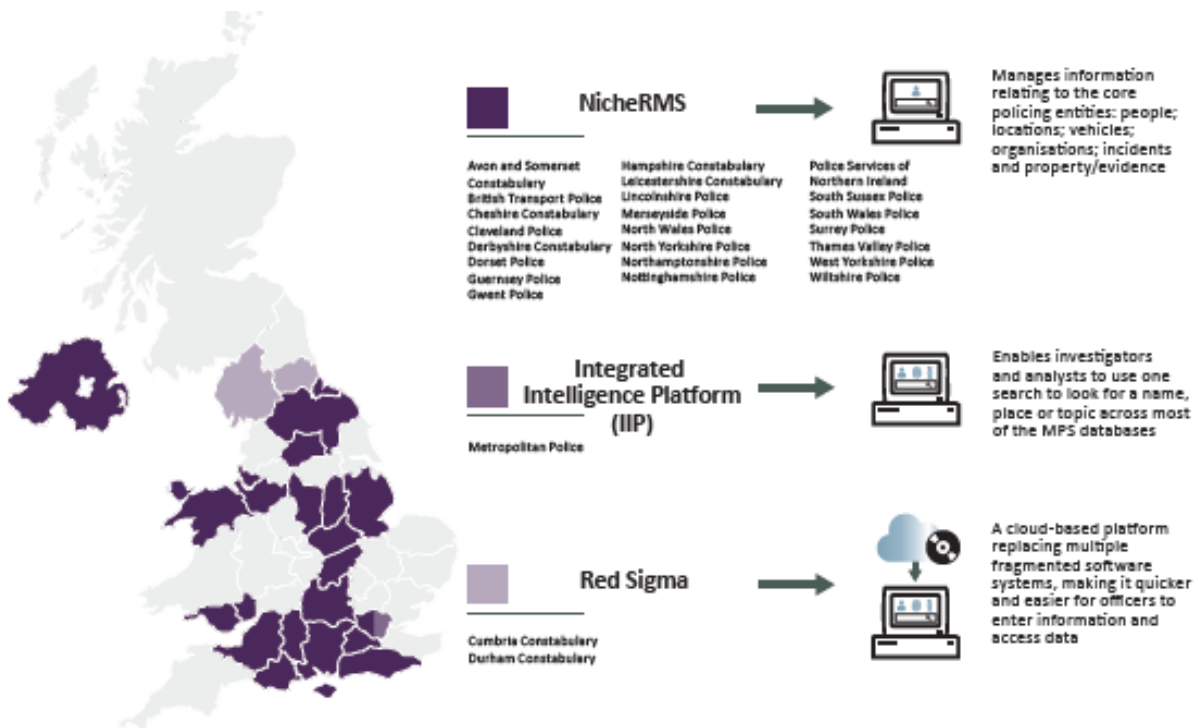 NicheRMS
Manages information
relating to the core
policing entities: people;
locations; vehicles;
organisations; incidents
and property/evidence
Avon and Somerset
Constabulary
British Transport Police
Cheshire Constabulary
Cleveland Police
Derbyshire Constabulary
Dorset Police
Guernsey Police
Gwent Police
Hampshire Constabulary
Leicestershire Constabulary
Lincolnshire Police
Merseyside Police
North Wales Police
North Yorkshire Police
Northamptonshire Police
Nottinghamshire Police
Police Services of
Northern Ireland
South Sussex Police
South Wales Police
Surrey Police
Thames Valley Police
West Yorkshire Police
Wiltshire Police
Integrated
Intelligence Platform
(IIP)
Enables investigators
and analysts to use one
search to look for a name,
place or topic across most
of the MPS databases
Metropolitan Police
Red Sigma
A cloud-based platform
replacing multiple
fragmented software
systems, making it quicker
and easier for officers to
enter information and
access data
Cumbria Constabulary
Durham Constabulary